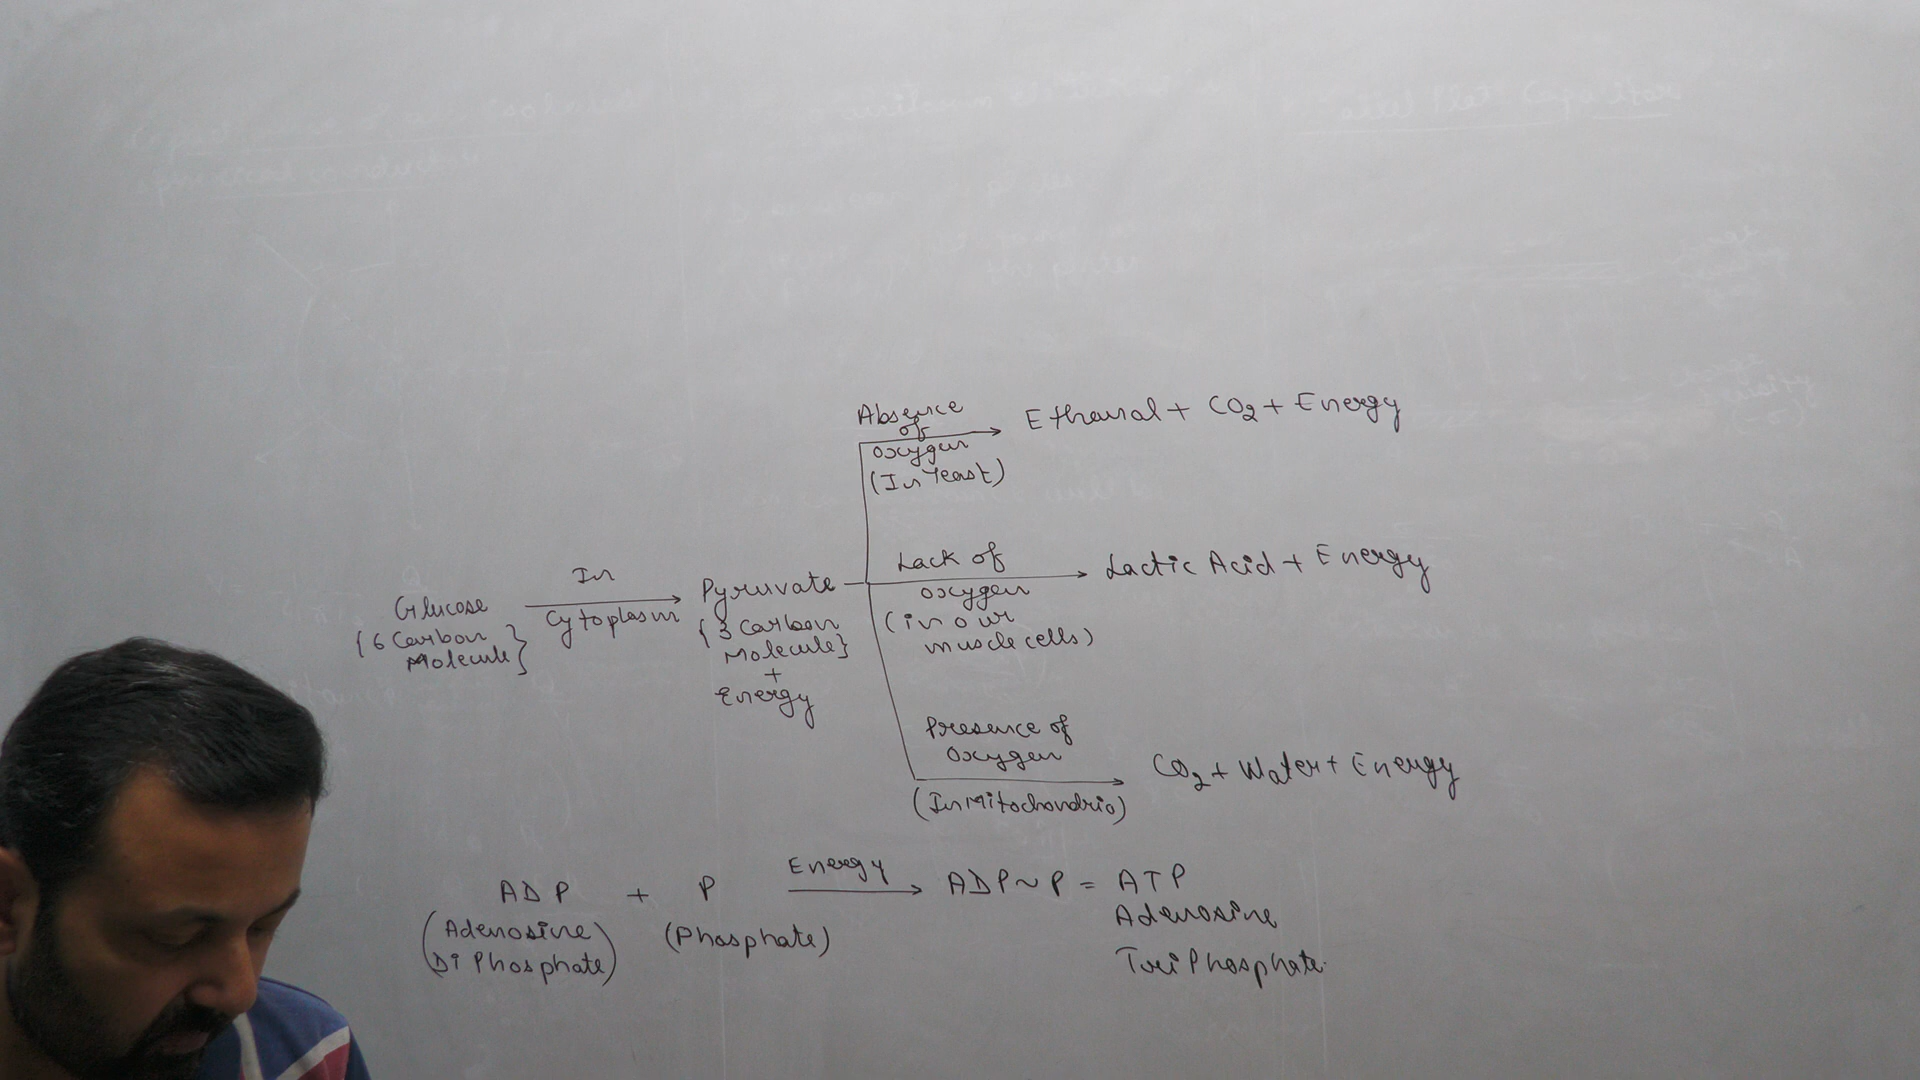 Absence
of
oxygen
(In Yeast)
Ethanol + CO2 + Energy
Glucose
{6 Carbon
Molecule}
In
Cytoplasm
Pyruvate
{3 Carbon
Molecule}
+
Energy
Lack of
oxygen
(in our
muscle cells)
Lactic Acid + Energy
Presence of
Oxygen
(In Mitochondria)
CO2 + Water + Energy
ADP + P
Energy
ADP ~ P = ATP
(Adenosine
Di Phosphate)
(Phosphate)
Adenosine
Tri Phosphate.